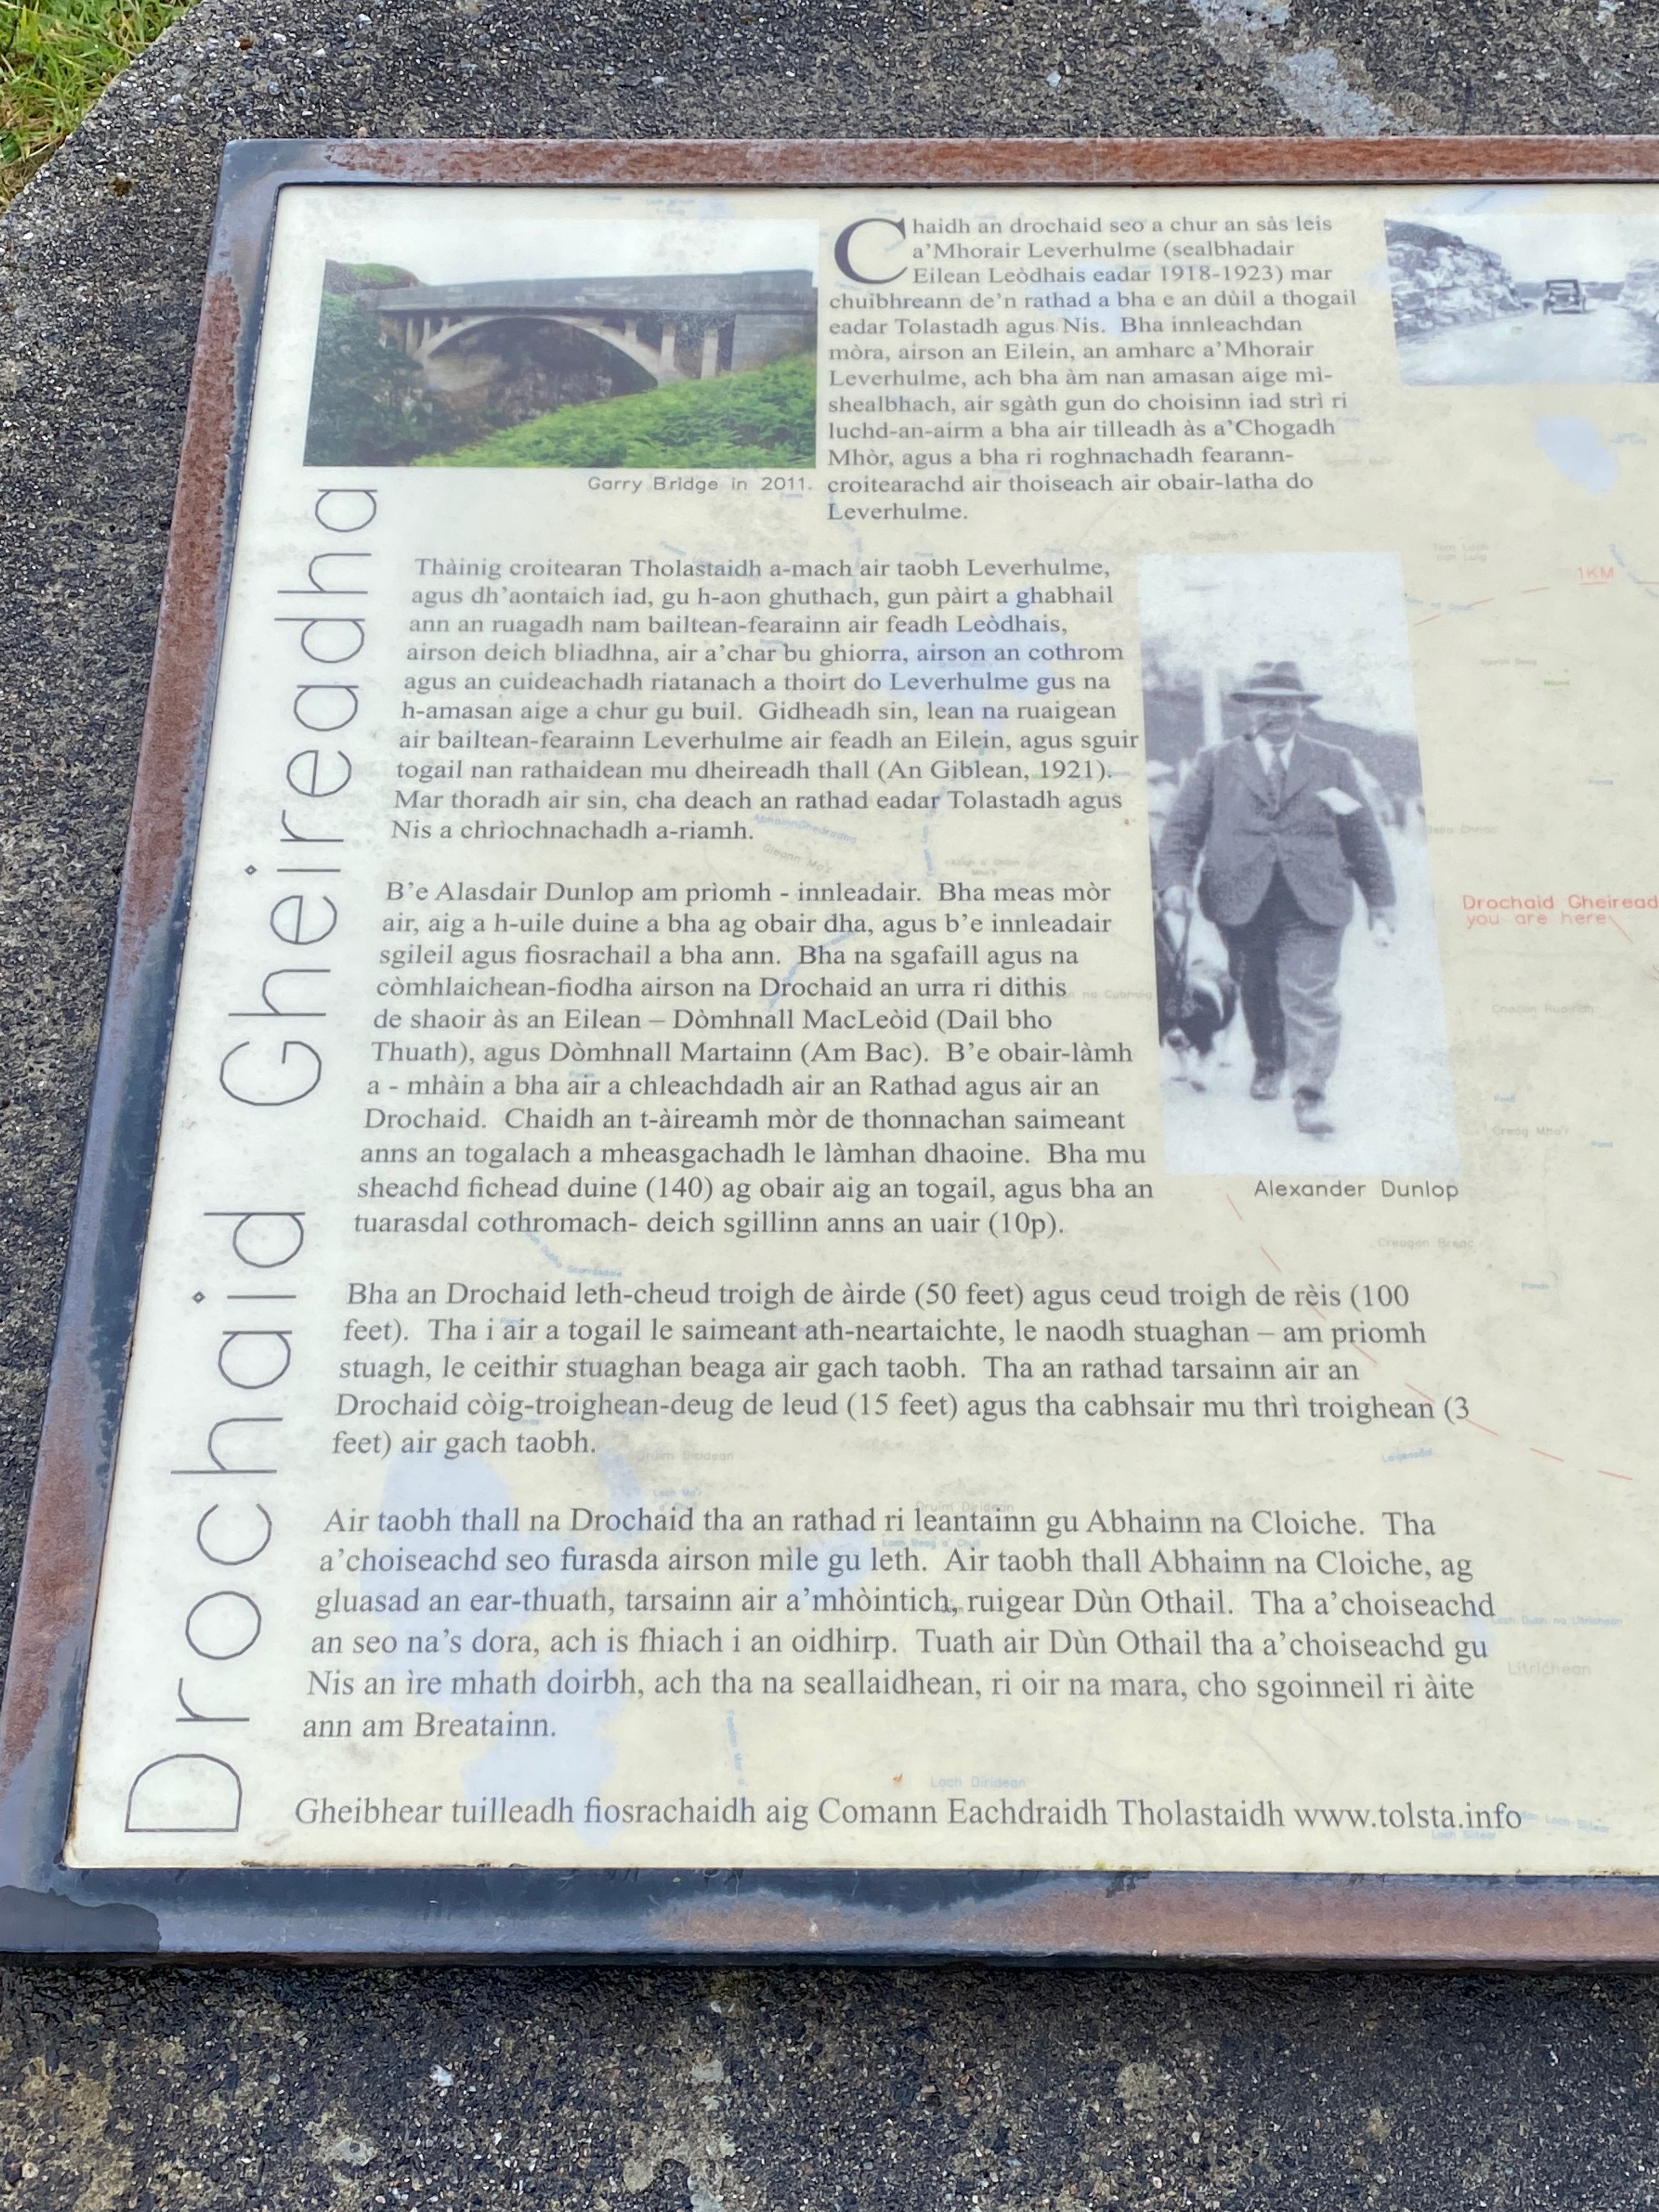 Drochaid Gheireadha
Garry Bridge in 2011.
Chaidh an drochaid seo a chur an sàs leis
a'Mhorair Leverhulme (sealbhadair
Eilean Leòdhais eadar 1918-1923) mar
chuibhreann de'n rathad a bha e an dùil a thogail
eadar Tolastadh agus Nis. Bha innleachdan
mòra, airson an Eilein, an amharc a'Mhorair
Leverhulme, ach bha àm nan amasan aige mì-
shealbhach, air sgàth gun do choisinn iad strì ri
luchd-an-airm a bha air tilleadh às a'Chogadh
Mhòr, agus a bha ri roghnachadh fearann-
croitearachd air thoiseach air obair-latha do
Leverhulme.
Thàinig croitearan Tholastaidh a-mach air taobh Leverhulme,
agus dh'aontaich iad, gu h-aon ghuthach, gun pàirt a ghabhail
ann an ruagadh nam bailtean-fearainn air feadh Leòdhais,
airson deich bliadhna, air a'char bu ghiorra, airson an cothrom
agus an cuideachadh riatanach a thoirt do Leverhulme gus na
h-amasan aige a chur gu buil. Gidheadh sin, lean na ruaigean
air bailtean-fearainn Leverhulme air feadh an Eilein, agus sguir
togail nan rathaidean mu dheireadh thall (An Giblean, 1921).
Mar thoradh air sin, cha deach an rathad eadar Tolastadh agus
Nis a chrìochnachadh a-riamh.
B'e Alasdair Dunlop am prìomh - innleadair. Bha meas mòr
air, aig a h-uile duine a bha ag obair dha, agus b'e innleadair
sgileil agus fiosrachail a bha ann. Bha na sgafaill agus na
còmhlaichean-fiodha airson na Drochaid an urra ri dithis
de shaoir às an Eilean – Dòmhnall MacLeòid (Dail bho
Thuath), agus Dòmhnall Martainn (Am Bac). B'e obair-làmh
a - mhàin a bha air a chleachdadh air an Rathad agus air an
Drochaid. Chaidh an t-àireamh mòr de thonnachan saimeant
anns an togalach a mheasgachadh le làmhan dhaoine. Bha mu
sheachd fichead duine (140) ag obair aig an togail, agus bha an
tuarasdal cothromach- deich sgillinn anns an uair (10p).
Alexander Dunlop
Bha an Drochaid leth-cheud troigh de àirde (50 feet) agus ceud troigh de rèis (100
feet). Tha i air a togail le saimeant ath-neartaichte, le naodh stuaghan – am prìomh
stuagh, le ceithir stuaghan beaga air gach taobh. Tha an rathad tarsainn air an
Drochaid còig-troighean-deug de leud (15 feet) agus tha cabhsair mu thrì troighean (3
feet) air gach taobh.
Air taobh thall na Drochaid tha an rathad ri leantainn gu Abhainn na Cloiche. Tha
a'choiseachd seo furasda airson mìle gu leth. Air taobh thall Abhainn na Cloiche, ag
gluasad an ear-thuath, tarsainn air a'mhòintich, ruigear Dùn Othail. Tha a'choiseachd
an seo na's dora, ach is fhiach i an oidhirp. Tuath air Dùn Othail tha a'choiseachd gu
Nis an ìre mhath doirbh, ach tha na seallaidhean, ri oir na mara, cho sgoinneil ri àite
ann am Breatainn.
Gheibhear tuilleadh fiosrachaidh aig Comann Eachdraidh Tholastaidh www.tolsta.info
1KM
Drochaid Gheiread
you are here
Creagan Breac
Druim Diridean
Litrichean
Loch Diridean